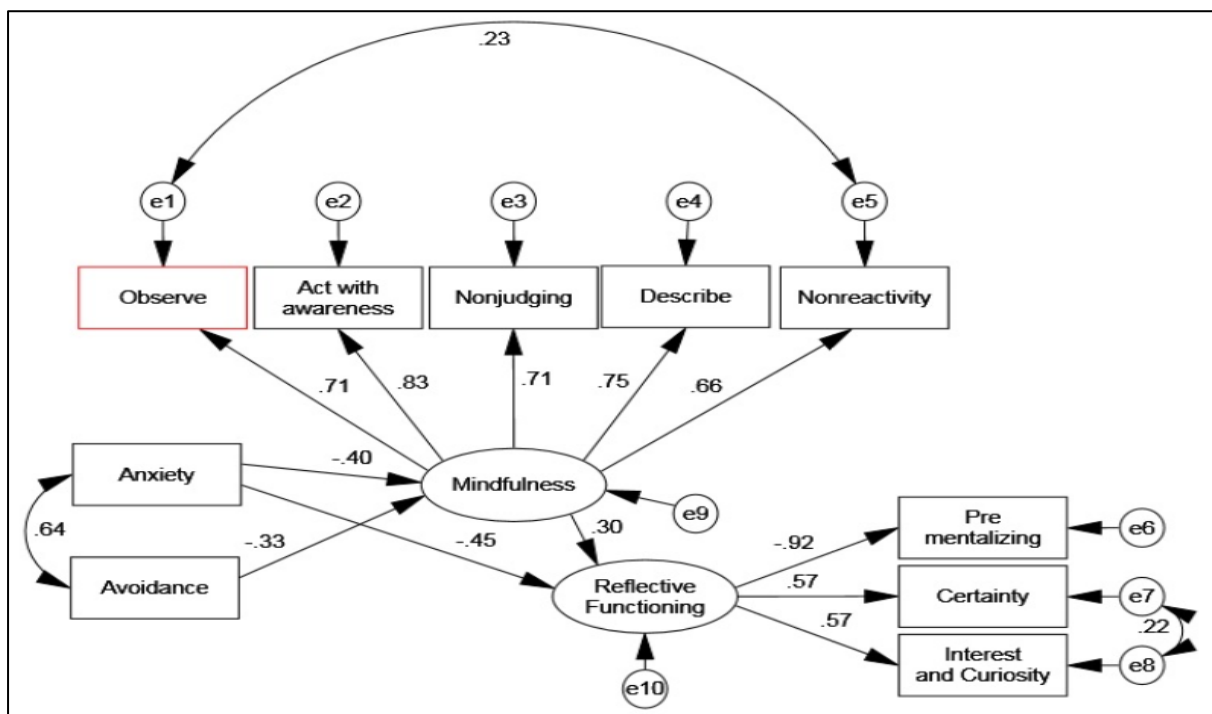 .23
e1
e2
e3
e4
e5
Observe
Act with
awareness
Nonjudging
Describe
Nonreactivity
.71
.83
.71
.75
.66
Anxiety
-.40
Mindfulness
e9
.64
-.33
-.45
.30
Avoidance
Reflective
Functioning
e10
-.92
.57
.57
Pre
mentalizing
e6
Certainty
e7
.22
Interest
and Curiosity
e8